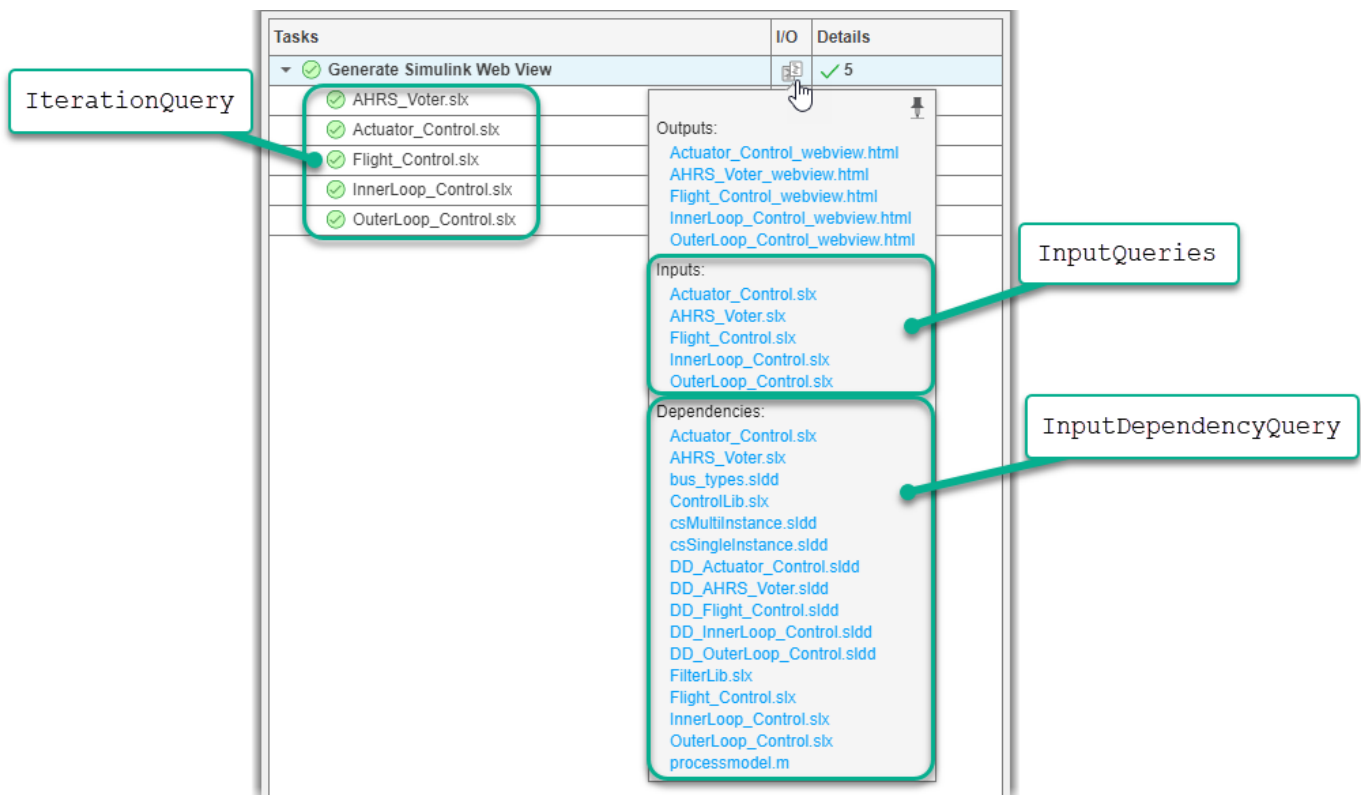 Tasks I/O Details
Generate Simulink Web View 5
IterationQuery
AHRS_Voter.slx
Actuator_Control.slx
Flight_Control.slx
InnerLoop_Control.slx
OuterLoop_Control.slx
Outputs:
Actuator_Control_webview.html
AHRS_Voter_webview.html
Flight_Control_webview.html
InnerLoop_Control_webview.html
OuterLoop_Control_webview.html
InputQueries
Inputs:
Actuator_Control.slx
AHRS_Voter.slx
Flight_Control.slx
InnerLoop_Control.slx
OuterLoop_Control.slx
InputDependencyQuery
Dependencies:
Actuator_Control.slx
AHRS_Voter.slx
bus_types.sldd
ControlLib.slx
csMultiInstance.sldd
csSingleInstance.sldd
DD_Actuator_Control.sldd
DD_AHRS_Voter.sldd
DD_Flight_Control.sldd
DD_InnerLoop_Control.sldd
DD_OuterLoop_Control.sldd
FilterLib.slx
Flight_Control.slx
InnerLoop_Control.slx
OuterLoop_Control.slx
processmodel.m